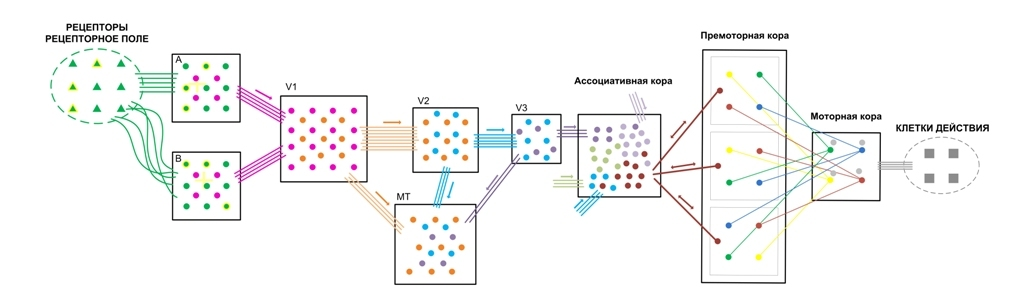 РЕЦЕПТОРЫ
РЕЦЕПТОРНОЕ ПОЛЕ
A
B
V1
V2
MT
V3
Ассоциативная кора
Премоторная кора
Моторная кора
КЛЕТКИ ДЕЙСТВИЯ